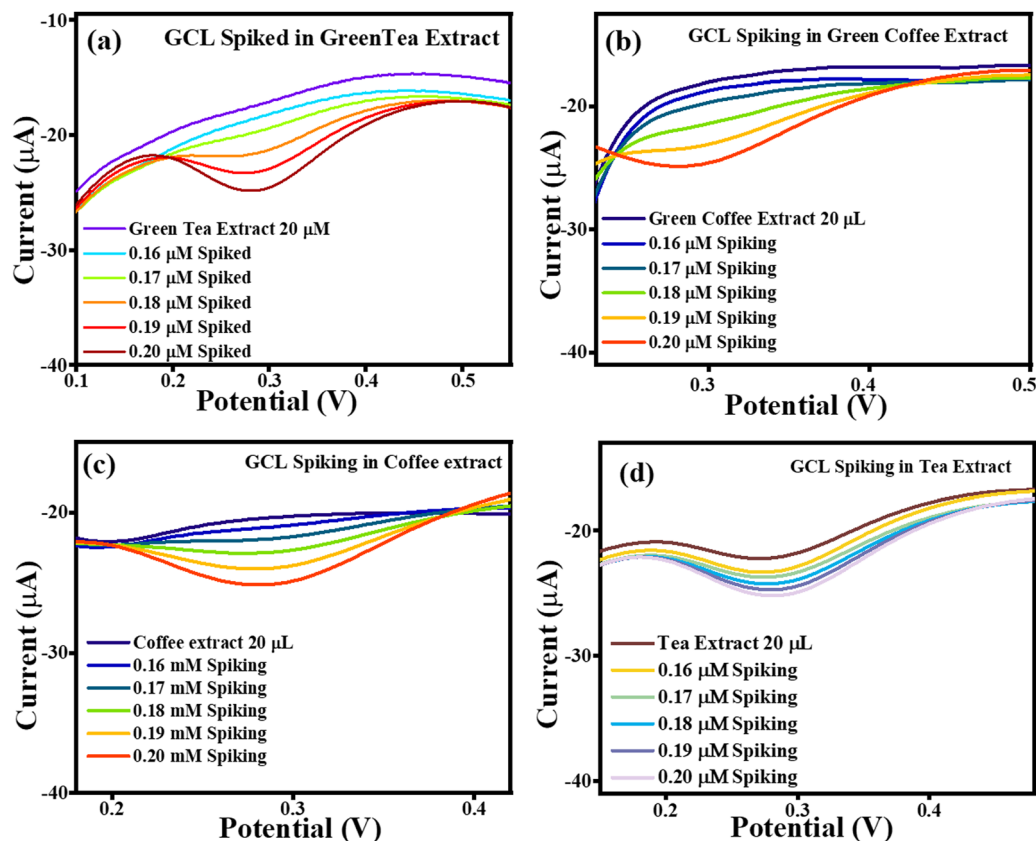 (a) GCL Spiked in GreenTea Extract
-10
-20
-30
-40
Current (μA)
Green Tea Extract 20 μM
0.16 μM Spiked
0.17 μM Spiked
0.18 μM Spiked
0.19 μM Spiked
0.20 μM Spiked
0.1 0.2 0.3 0.4 0.5
Potential (V)
(b) GCL Spiking in Green Coffee Extract
-20
-30
-40
Current (μA)
Green Coffee Extract 20 μL
0.16 μM Spiking
0.17 μM Spiking
0.18 μM Spiking
0.19 μM Spiking
0.20 μM Spiking
0.3 0.4 0.5
Potential (V)
(c) GCL Spiking in Coffee extract
-20
-30
-40
Current (μA)
Coffee extract 20 μL
0.16 mM Spiking
0.17 mM Spiking
0.18 mM Spiking
0.19 mM Spiking
0.20 mM Spiking
0.2 0.3 0.4
Potential (V)
(d) GCL Spiking in Tea Extract
-20
-30
-40
Current (μA)
Tea Extract 20 μL
0.16 μM Spiking
0.17 μM Spiking
0.18 μM Spiking
0.19 μM Spiking
0.20 μM Spiking
0.2 0.3 0.4
Potential (V)